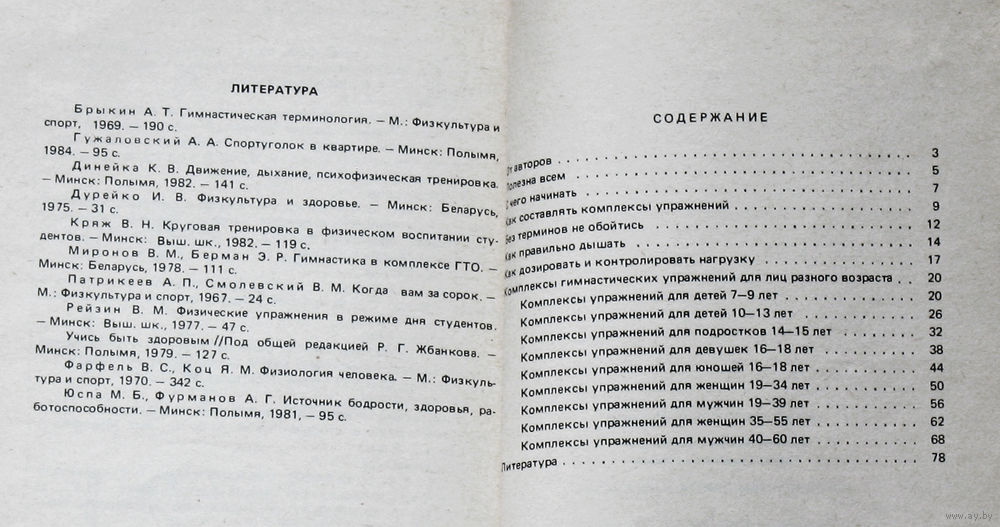 ЛИТЕРАТУРА
Брыкин А. Т. Гимнастическая терминология. — М.: Физкультура и
спорт, 1969. — 190 с.
Гужаловский А. А. Спортуголок в квартире. — Минск: Полымя,
1984. — 95 с.
Динейка К. В. Движение, дыхание, психофизическая тренировка.
— Минск: Полымя, 1982. — 141 с.
Дурейко И. В. Физкультура и здоровье. — Минск: Беларусь,
1975. — 31 с.
Кряж В. Н. Круговая тренировка в физическом воспитании сту-
дентов. — Минск: Выш. шк., 1982. — 119 с.
Миронов В. М., Берман Э. Р. Гимнастика в комплексе ГТО. —
Минск: Беларусь, 1978. — 111 с.
Патрикеев А. П., Смолевский В. М. Когда вам за сорок. —
М.: Физкультура и спорт, 1967. — 24 с.
Рейзин В. М. Физические упражнения в режиме дня студентов.
— Минск: Выш. шк., 1977. — 47 с.
Учись быть здоровым //Под общей редакцией Р. Г. Жбанкова. —
Минск: Полымя, 1979. — 127 с.
Фарфель В. С., Коц Я. М. Физиология человека. — М.: Физкуль-
тура и спорт, 1970. — 342 с.
Юспа М. Б., Фурманов А. Г. Источник бодрости, здоровья, ра-
ботоспособности. — Минск: Полымя, 1981, — 95 с.
СОДЕРЖАНИЕ
От авторов . . . 3
Полезна всем . . . 5
С чего начинать . . . 7
Как составлять комплексы упражнений . . . 9
Без терминов не обойтись . . . 12
Как правильно дышать . . . 14
Как дозировать и контролировать нагрузку . . . 17
Комплексы гимнастических упражнений для лиц разного возраста . . 20
Комплексы упражнений для детей 7—9 лет . . . 20
Комплексы упражнений для детей 10—13 лет . . . 26
Комплексы упражнений для подростков 14—15 лет . . . 32
Комплексы упражнений для девушек 16—18 лет . . . 38
Комплексы упражнений для юношей 16—18 лет . . . 44
Комплексы упражнений для женщин 19—34 лет . . . 50
Комплексы упражнений для мужчин 19—39 лет . . . 56
Комплексы упражнений для женщин 35—55 лет . . . 62
Комплексы упражнений для мужчин 40—60 лет . . . 68
Литература . . . 78
www.ay.by